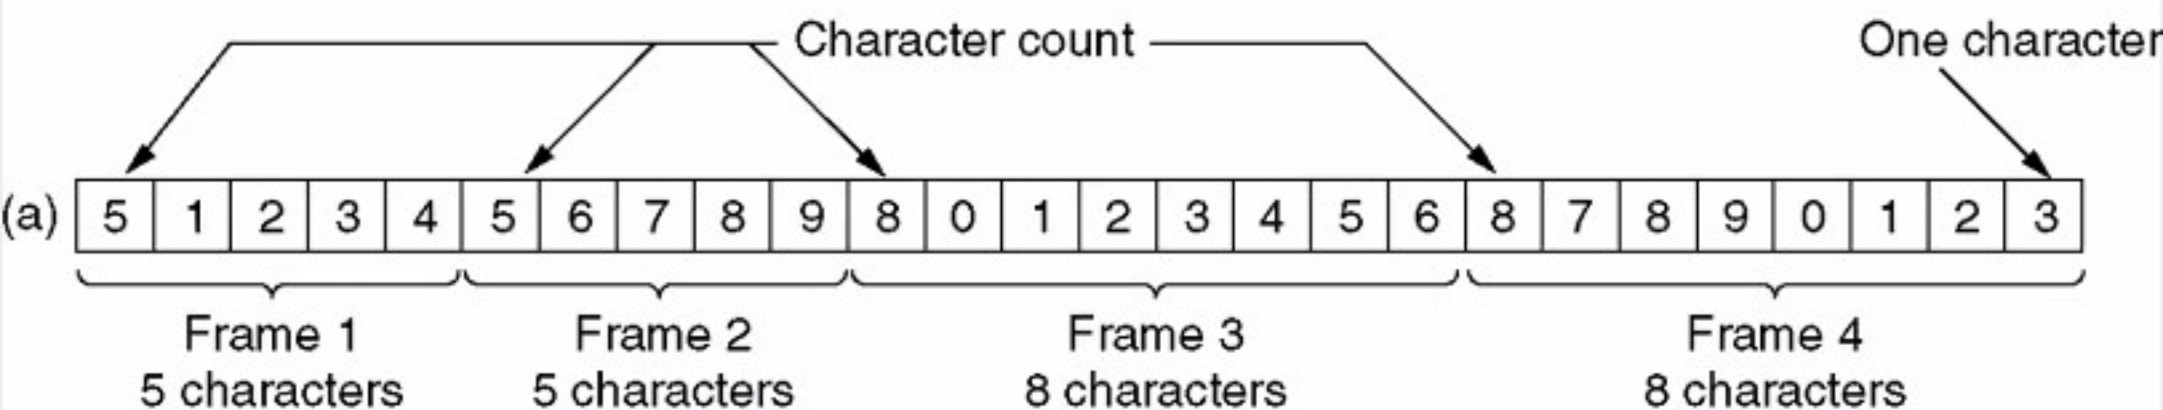 Character count
One character
(a) 5 1 2 3 4 5 6 7 8 9 8 0 1 2 3 4 5 6 8 7 8 9 0 1 2 3
Frame 1
5 characters
Frame 2
5 characters
Frame 3
8 characters
Frame 4
8 characters